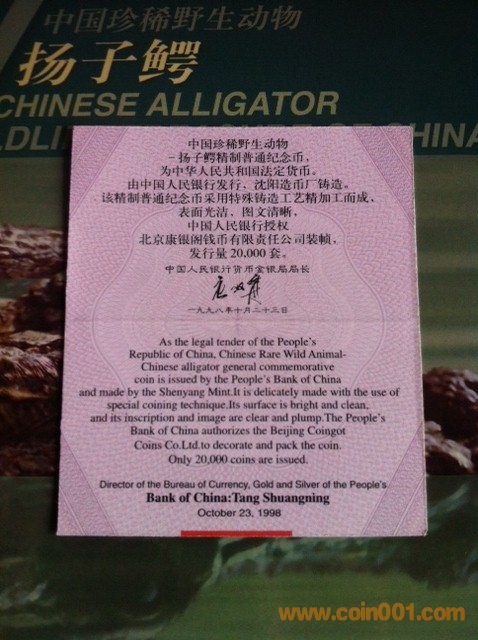 中国珍稀野生动物
扬子鳄
CHINESE ALLIGATOR
中国珍稀野生动物
－扬子鳄精制普通纪念币，
为中华人民共和国法定货币。
由中国人民银行发行、沈阳造币厂铸造。
该精制普通纪念币采用特殊铸造工艺精加工而成，
表面光洁、图文清晰，
中国人民银行授权
北京康银阁钱币有限责任公司装帧，
发行量 20,000 套。
中国人民银行货币金银局局长
一九九八年十月二十三日
As the legal tender of the People's
Republic of China, Chinese Rare Wild Animal-
Chinese alligator general commemorative
coin is issued by the People's Bank of China
and made by the Shenyang Mint.It is delicately made with the use of
special coining technique.Its surface is bright and clean,
and its inscription and image are clear and plump.The People's
Bank of China authorizes the Beijing Coingot
Coins Co.Ltd.to decorate and pack the coin.
Only 20,000 coins are issued.
Director of the Bureau of Currency, Gold and Silver of the People's
Bank of China:Tang Shuangning
October 23, 1998
www.coin001.com